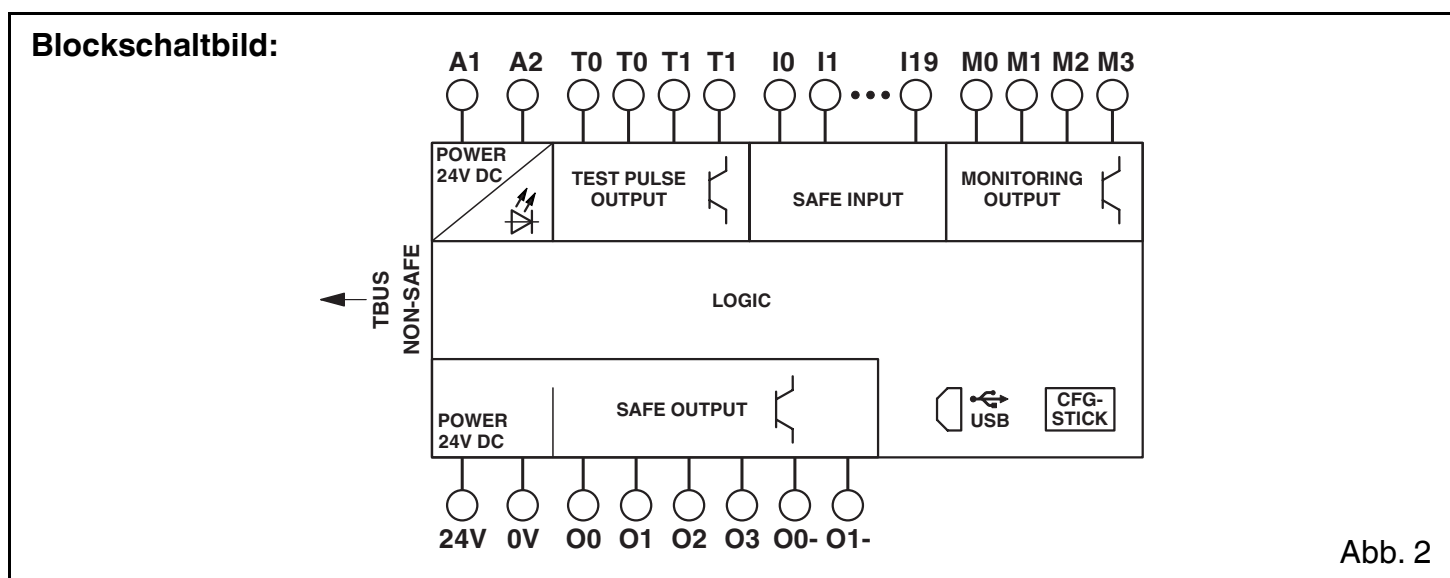 Blockschaltbild:
A1 A2 T0 T0 T1 T1 I0 I1 I19 M0 M1 M2 M3
POWER
24V DC
TEST PULSE
OUTPUT
SAFE INPUT
MONITORING
OUTPUT
TBUS
NON-SAFE
LOGIC
POWER
24V DC
SAFE OUTPUT
USB
CFG-
STICK
24V 0V O0 O1 O2 O3 O0- O1-
Abb. 2